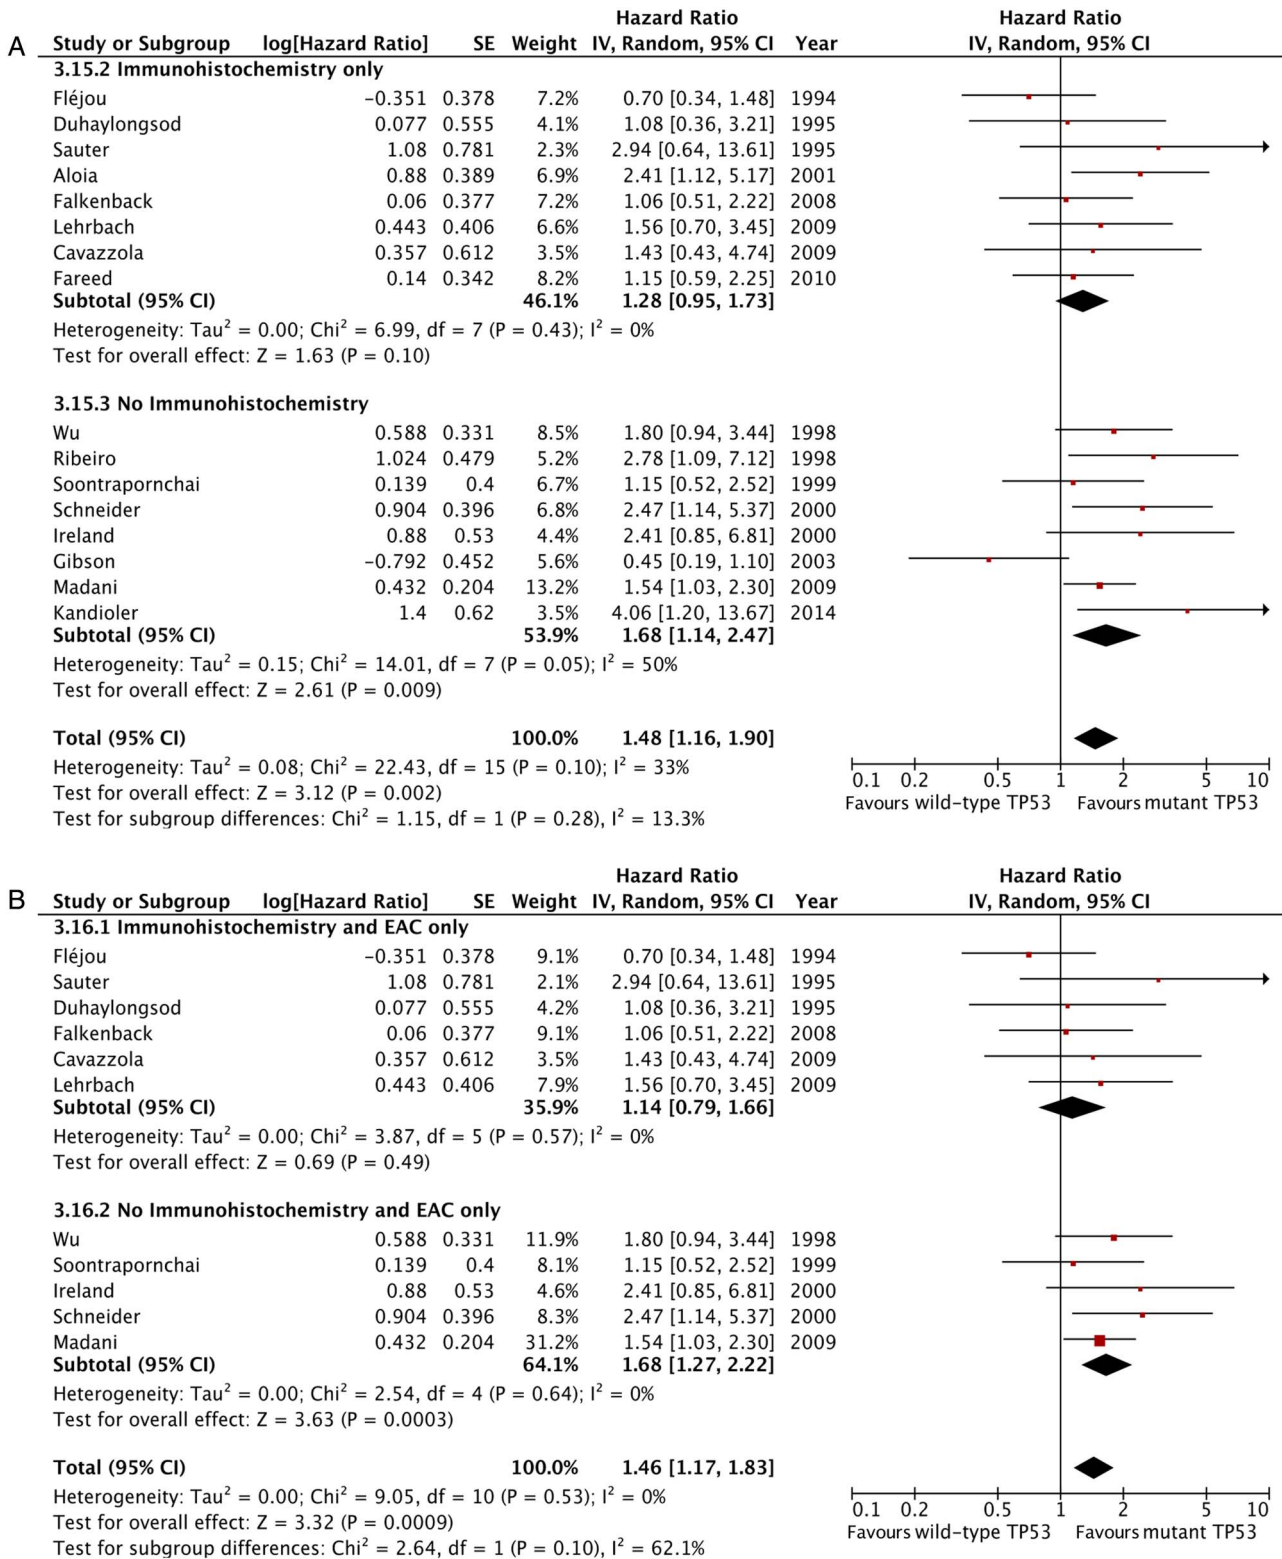 A
Hazard Ratio Hazard Ratio
Study or Subgroup log[Hazard Ratio] SE Weight IV, Random, 95% CI Year IV, Random, 95% CI
3.15.2 Immunohistochemistry only
Fléjou −0.351 0.378 7.2% 0.70 [0.34, 1.48] 1994
Duhaylongsod 0.077 0.555 4.1% 1.08 [0.36, 3.21] 1995
Sauter 1.08 0.781 2.3% 2.94 [0.64, 13.61] 1995
Aloia 0.88 0.389 6.9% 2.41 [1.12, 5.17] 2001
Falkenback 0.06 0.377 7.2% 1.06 [0.51, 2.22] 2008
Lehrbach 0.443 0.406 6.6% 1.56 [0.70, 3.45] 2009
Cavazzola 0.357 0.612 3.5% 1.43 [0.43, 4.74] 2009
Fareed 0.14 0.342 8.2% 1.15 [0.59, 2.25] 2010
Subtotal (95% CI) 46.1% 1.28 [0.95, 1.73]
Heterogeneity: Tau² = 0.00; Chi² = 6.99, df = 7 (P = 0.43); I² = 0%
Test for overall effect: Z = 1.63 (P = 0.10)
3.15.3 No Immunohistochemistry
Wu 0.588 0.331 8.5% 1.80 [0.94, 3.44] 1998
Ribeiro 1.024 0.479 5.2% 2.78 [1.09, 7.12] 1998
Soontrapornchai 0.139 0.4 6.7% 1.15 [0.52, 2.52] 1999
Schneider 0.904 0.396 6.8% 2.47 [1.14, 5.37] 2000
Ireland 0.88 0.53 4.4% 2.41 [0.85, 6.81] 2000
Gibson −0.792 0.452 5.6% 0.45 [0.19, 1.10] 2003
Madani 0.432 0.204 13.2% 1.54 [1.03, 2.30] 2009
Kandioler 1.4 0.62 3.5% 4.06 [1.20, 13.67] 2014
Subtotal (95% CI) 53.9% 1.68 [1.14, 2.47]
Heterogeneity: Tau² = 0.15; Chi² = 14.01, df = 7 (P = 0.05); I² = 50%
Test for overall effect: Z = 2.61 (P = 0.009)
Total (95% CI) 100.0% 1.48 [1.16, 1.90]
Heterogeneity: Tau² = 0.08; Chi² = 22.43, df = 15 (P = 0.10); I² = 33%
Test for overall effect: Z = 3.12 (P = 0.002)
Test for subgroup differences: Chi² = 1.15, df = 1 (P = 0.28), I² = 13.3%
0.1 0.2 0.5 1 2 5 10
Favours wild-type TP53 Favours mutant TP53
B
Hazard Ratio Hazard Ratio
Study or Subgroup log[Hazard Ratio] SE Weight IV, Random, 95% CI Year IV, Random, 95% CI
3.16.1 Immunohistochemistry and EAC only
Fléjou −0.351 0.378 9.1% 0.70 [0.34, 1.48] 1994
Sauter 1.08 0.781 2.1% 2.94 [0.64, 13.61] 1995
Duhaylongsod 0.077 0.555 4.2% 1.08 [0.36, 3.21] 1995
Falkenback 0.06 0.377 9.1% 1.06 [0.51, 2.22] 2008
Cavazzola 0.357 0.612 3.5% 1.43 [0.43, 4.74] 2009
Lehrbach 0.443 0.406 7.9% 1.56 [0.70, 3.45] 2009
Subtotal (95% CI) 35.9% 1.14 [0.79, 1.66]
Heterogeneity: Tau² = 0.00; Chi² = 3.87, df = 5 (P = 0.57); I² = 0%
Test for overall effect: Z = 0.69 (P = 0.49)
3.16.2 No Immunohistochemistry and EAC only
Wu 0.588 0.331 11.9% 1.80 [0.94, 3.44] 1998
Soontrapornchai 0.139 0.4 8.1% 1.15 [0.52, 2.52] 1999
Ireland 0.88 0.53 4.6% 2.41 [0.85, 6.81] 2000
Schneider 0.904 0.396 8.3% 2.47 [1.14, 5.37] 2000
Madani 0.432 0.204 31.2% 1.54 [1.03, 2.30] 2009
Subtotal (95% CI) 64.1% 1.68 [1.27, 2.22]
Heterogeneity: Tau² = 0.00; Chi² = 2.54, df = 4 (P = 0.64); I² = 0%
Test for overall effect: Z = 3.63 (P = 0.0003)
Total (95% CI) 100.0% 1.46 [1.17, 1.83]
Heterogeneity: Tau² = 0.00; Chi² = 9.05, df = 10 (P = 0.53); I² = 0%
Test for overall effect: Z = 3.32 (P = 0.0009)
Test for subgroup differences: Chi² = 2.64, df = 1 (P = 0.10), I² = 62.1%
0.1 0.2 0.5 1 2 5 10
Favours wild-type TP53 Favours mutant TP53